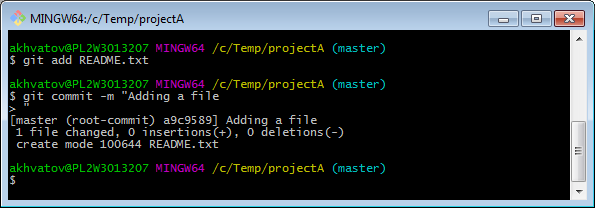 MINGW64:/c/Temp/projectA
akhvatov@PL2W3013207 MINGW64 /c/Temp/projectA (master)
$ git add README.txt
akhvatov@PL2W3013207 MINGW64 /c/Temp/projectA (master)
$ git commit -m "Adding a file
> "
[master (root-commit) a9c9589] Adding a file
 1 file changed, 0 insertions(+), 0 deletions(-)
 create mode 100644 README.txt
akhvatov@PL2W3013207 MINGW64 /c/Temp/projectA (master)
$